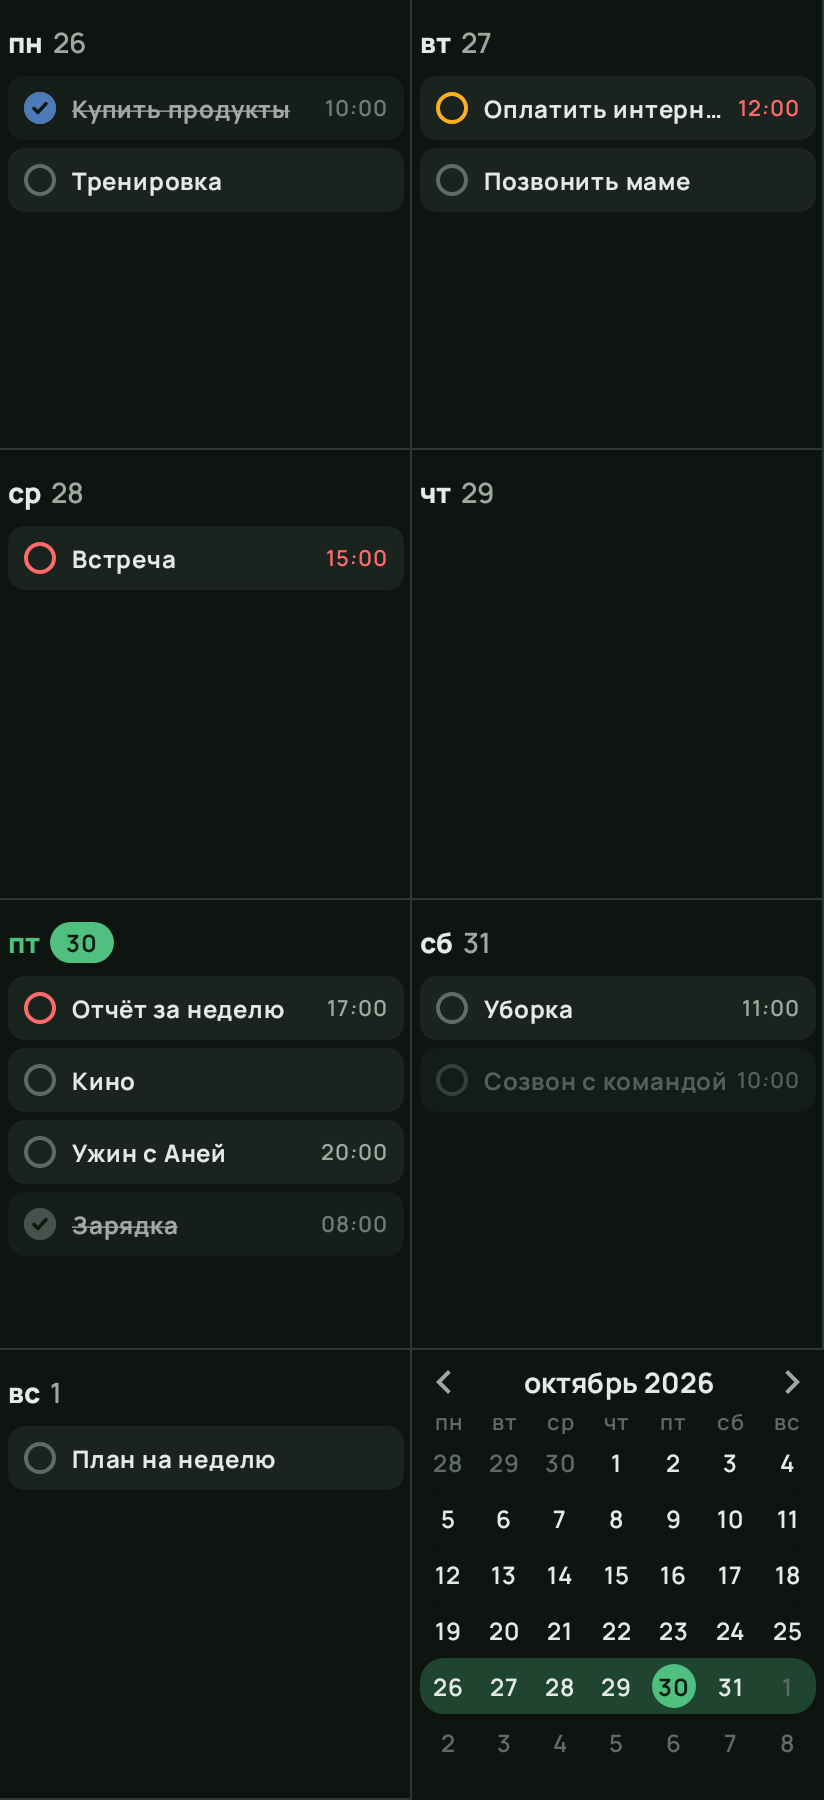 пн 26
Купить продукты 10:00
Тренировка
вт 27
Оплатить интерн... 12:00
Позвонить маме
ср 28
Встреча 15:00
чт 29
пт 30
Отчёт за неделю 17:00
Кино
Ужин с Аней 20:00
Зарядка 08:00
сб 31
Уборка 11:00
Созвон с командой 10:00
вс 1
План на неделю
октябрь 2026
пн вт ср чт пт сб вс
28 29 30 1 2 3 4
5 6 7 8 9 10 11
12 13 14 15 16 17 18
19 20 21 22 23 24 25
26 27 28 29 30 31 1
2 3 4 5 6 7 8